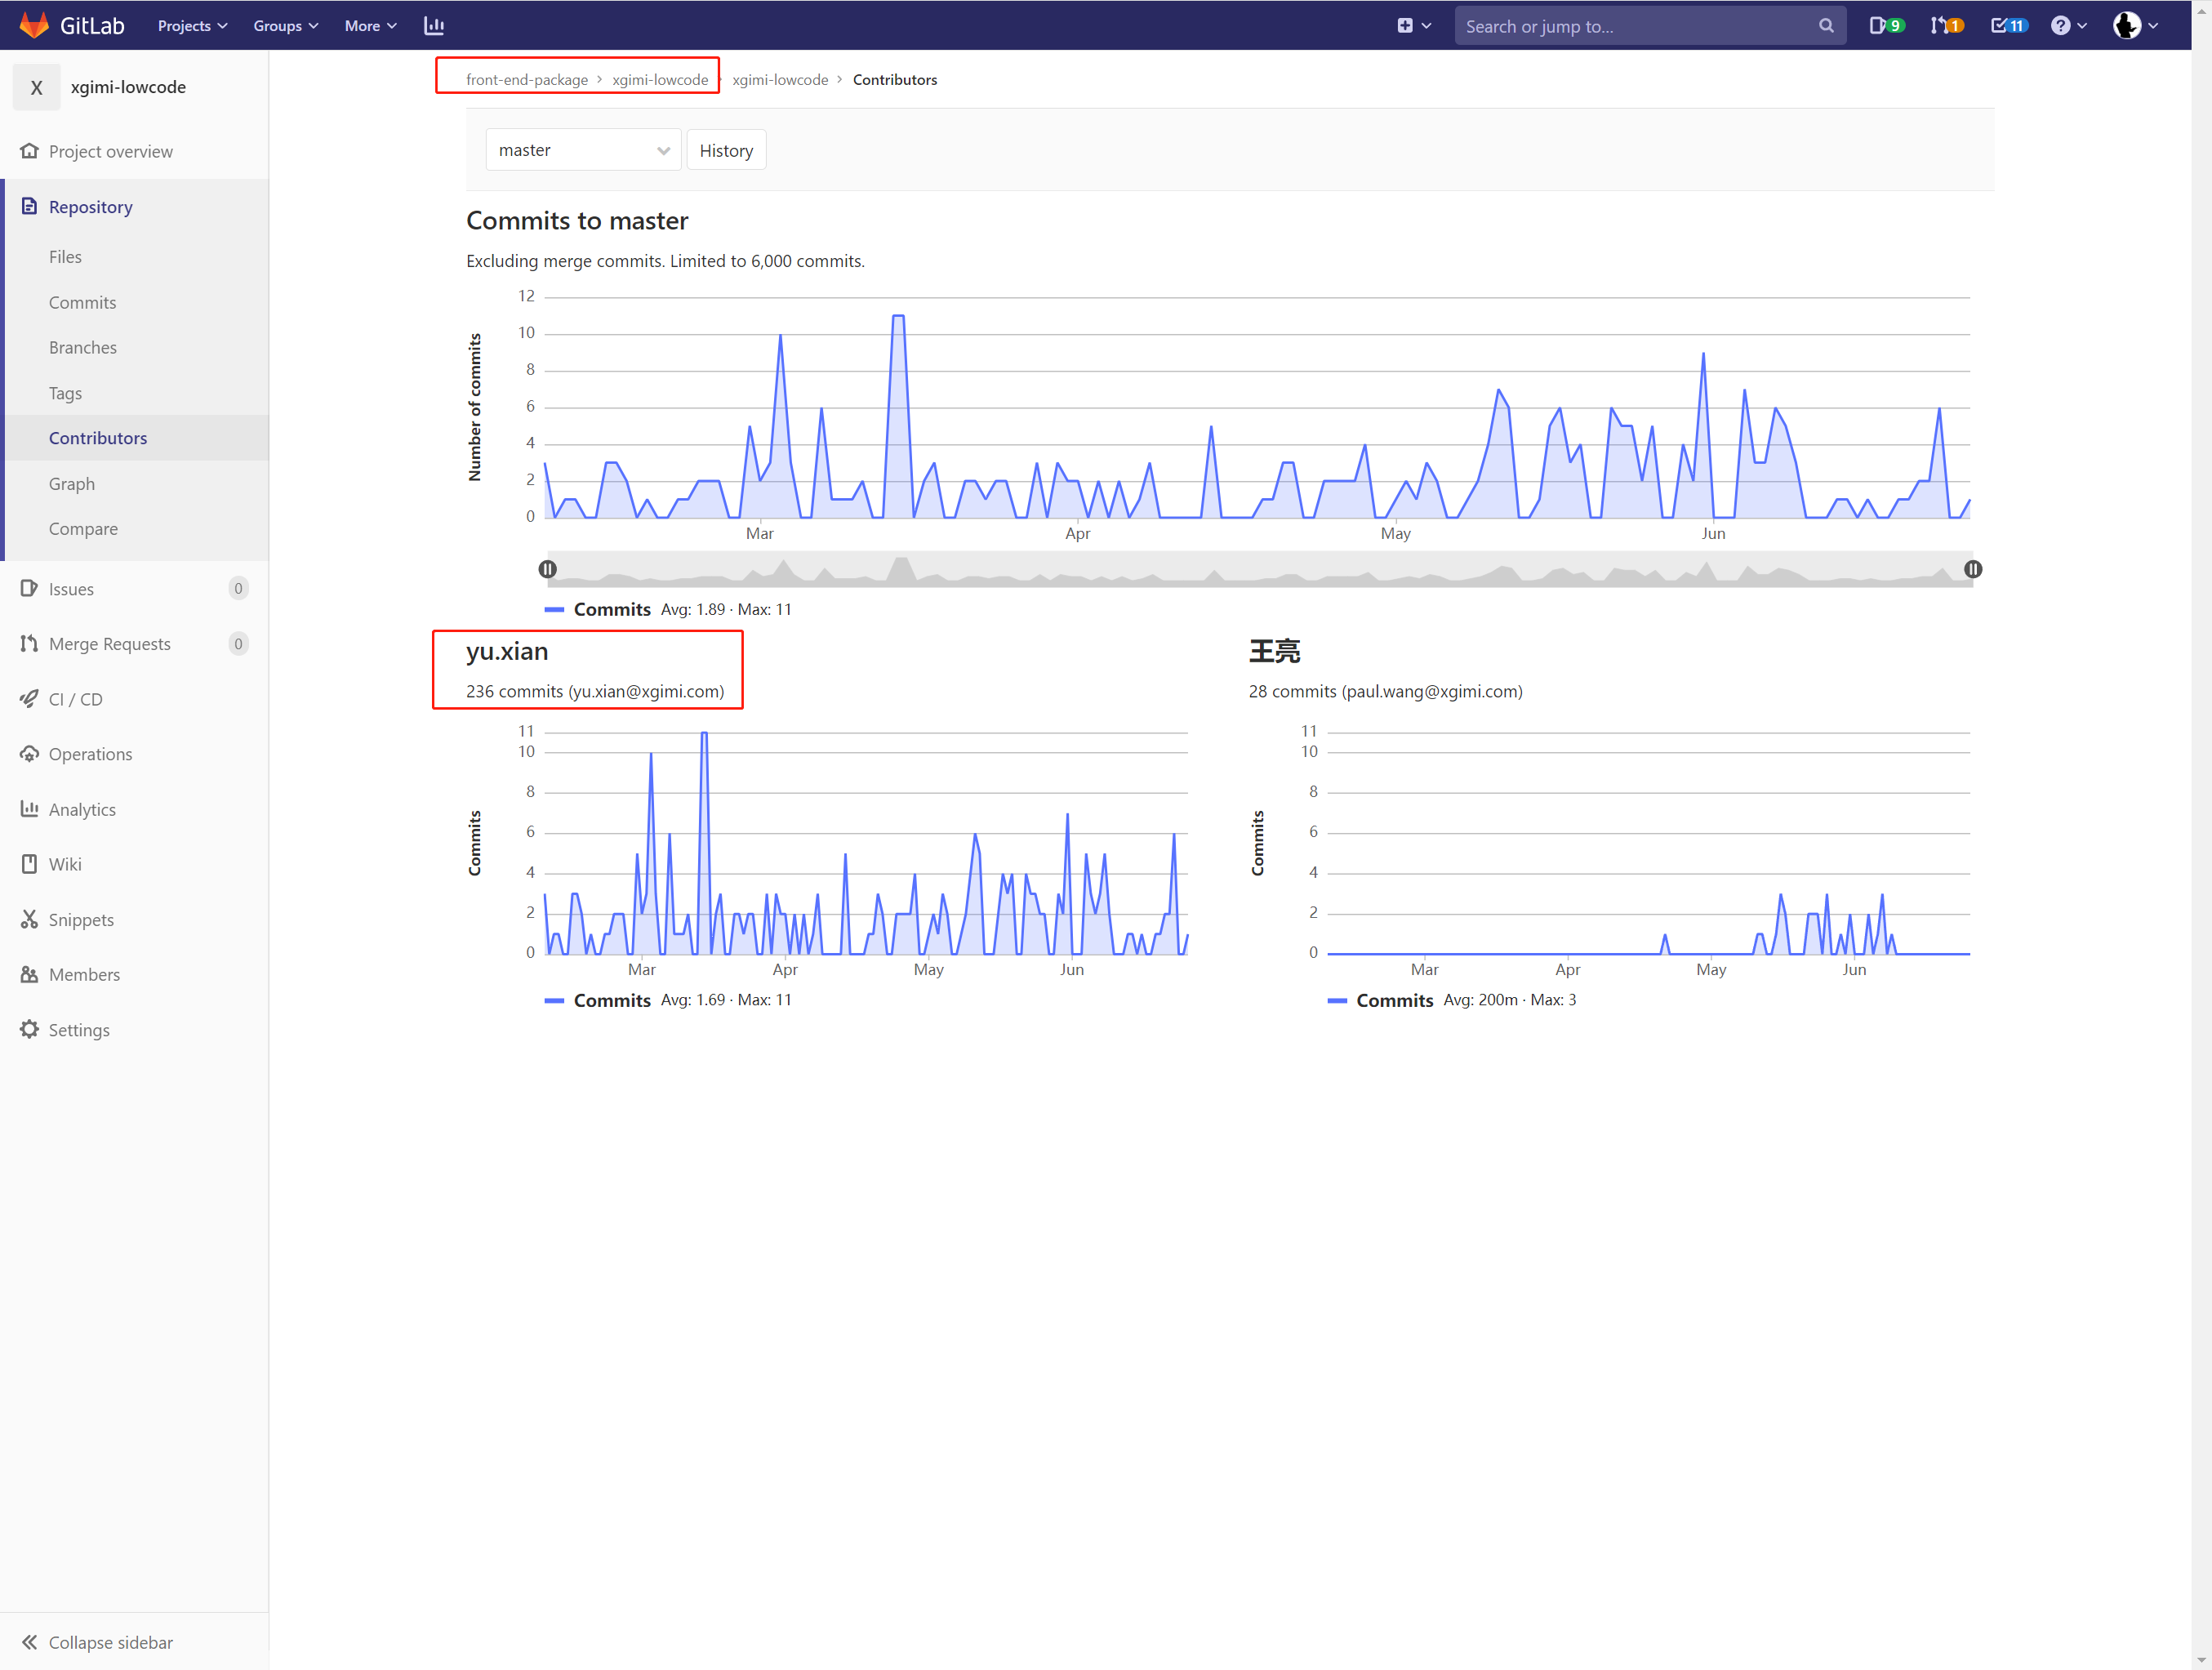 GitLab Projects Groups More Search or jump to... 9 1 11
X xgimi-lowcode
Project overview
Repository
Files
Commits
Branches
Tags
Contributors
Graph
Compare
Issues 0
Merge Requests 0
CI / CD
Operations
Analytics
Wiki
Snippets
Members
Settings
Collapse sidebar
front-end-package > xgimi-lowcode > xgimi-lowcode > Contributors
master History
Commits to master
Excluding merge commits. Limited to 6,000 commits.
Number of commits
12
10
8
6
4
2
0
Mar Apr May Jun
Commits Avg: 1.89 · Max: 11
yu.xian
236 commits (yu.xian@xgimi.com)
Commits
11
10
8
6
4
2
0
Mar Apr May Jun
Commits Avg: 1.69 · Max: 11
王亮
28 commits (paul.wang@xgimi.com)
Commits
11
10
8
6
4
2
0
Mar Apr May Jun
Commits Avg: 200m · Max: 3